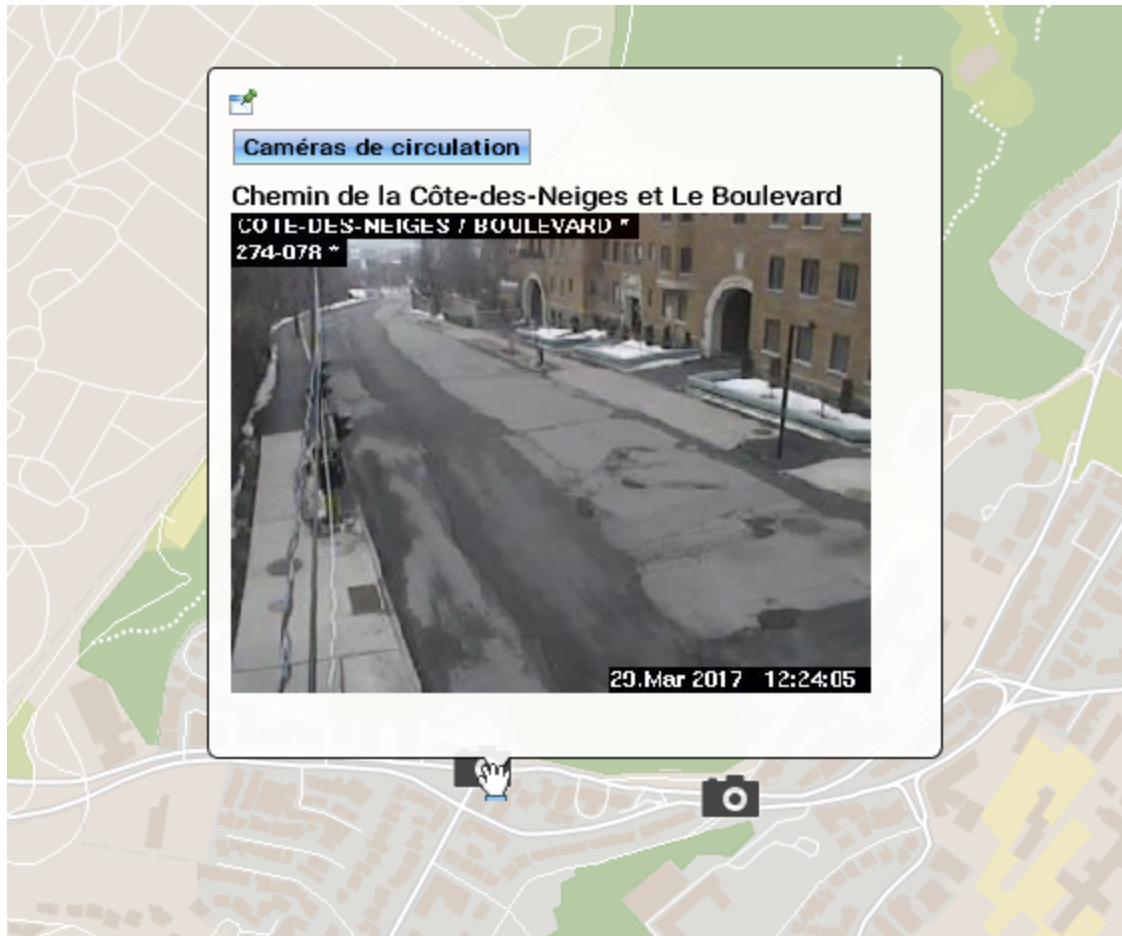 Caméras de circulation
Chemin de la Côte-des-Neiges et Le Boulevard
COTE-DES-NEIGES / BOULEVARD *
274-078 *
29.Mar 2017 12:24:05